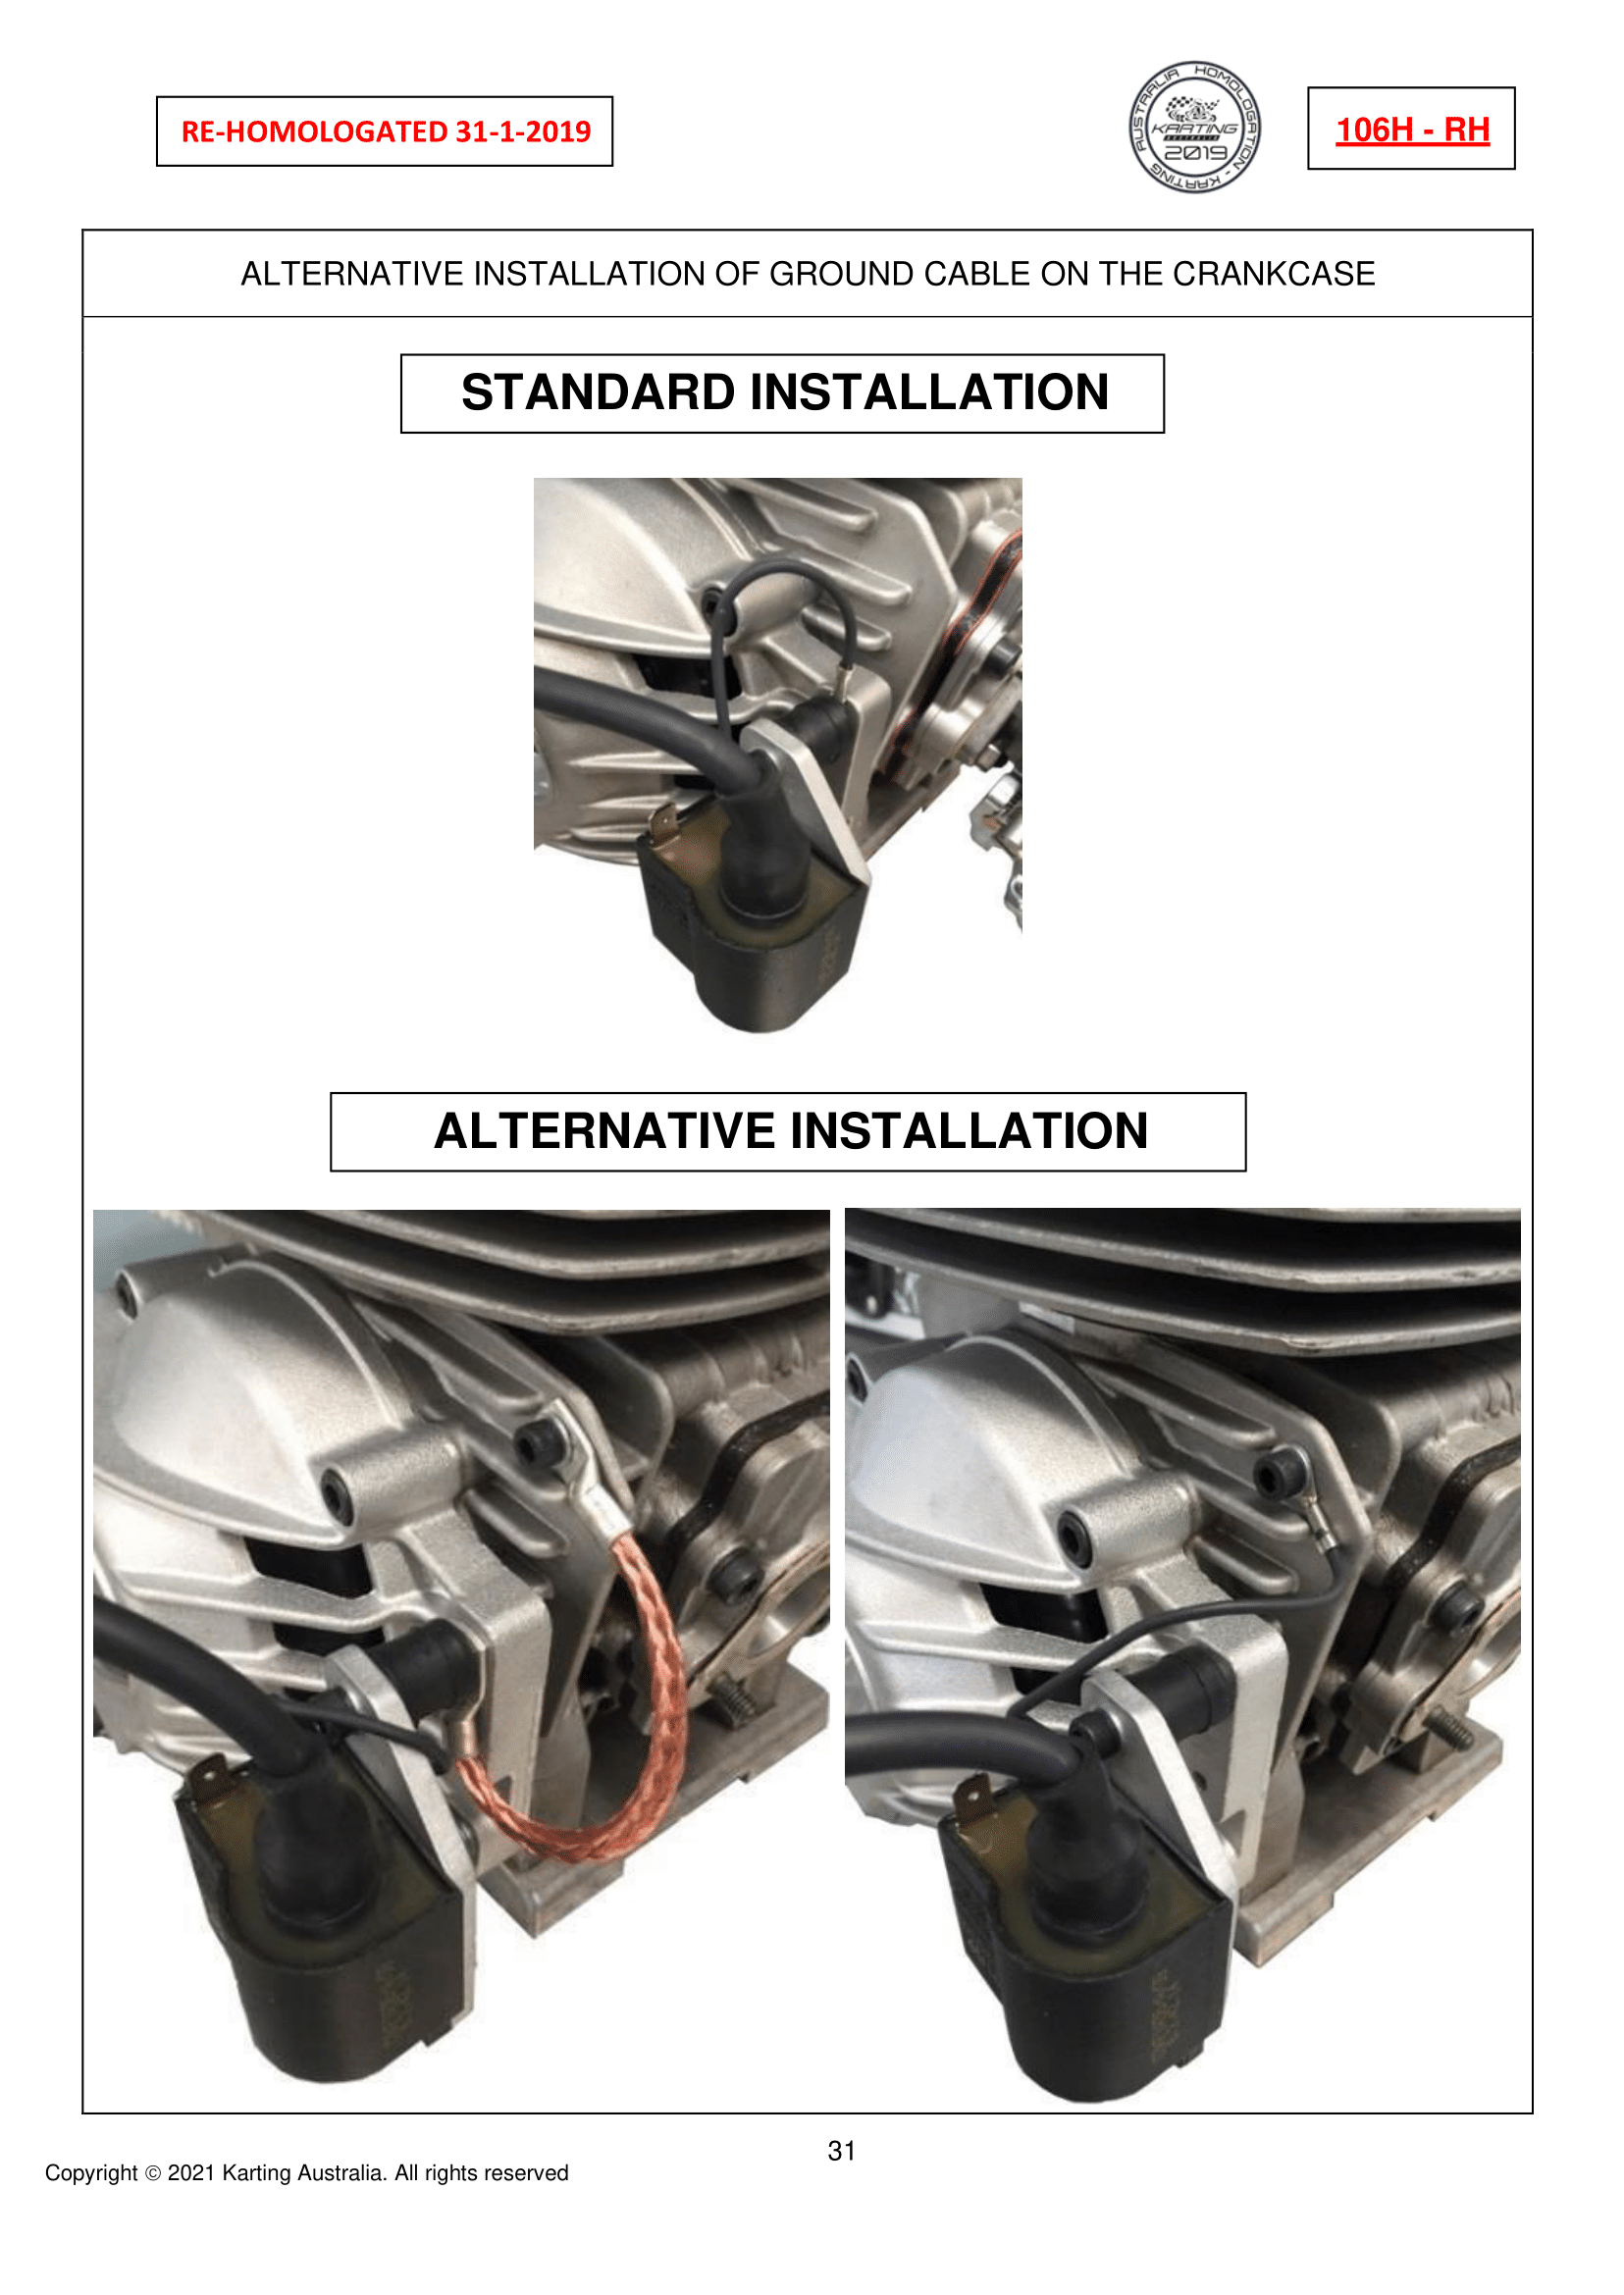 RE-HOMOLOGATED 31-1-2019
AUSTRALIA HOMOLOGATION - KARTING
KARTING
AUSTRALIA
2019
106H - RH
ALTERNATIVE INSTALLATION OF GROUND CABLE ON THE CRANKCASE
STANDARD INSTALLATION
ALTERNATIVE INSTALLATION
31
Copyright © 2021 Karting Australia. All rights reserved